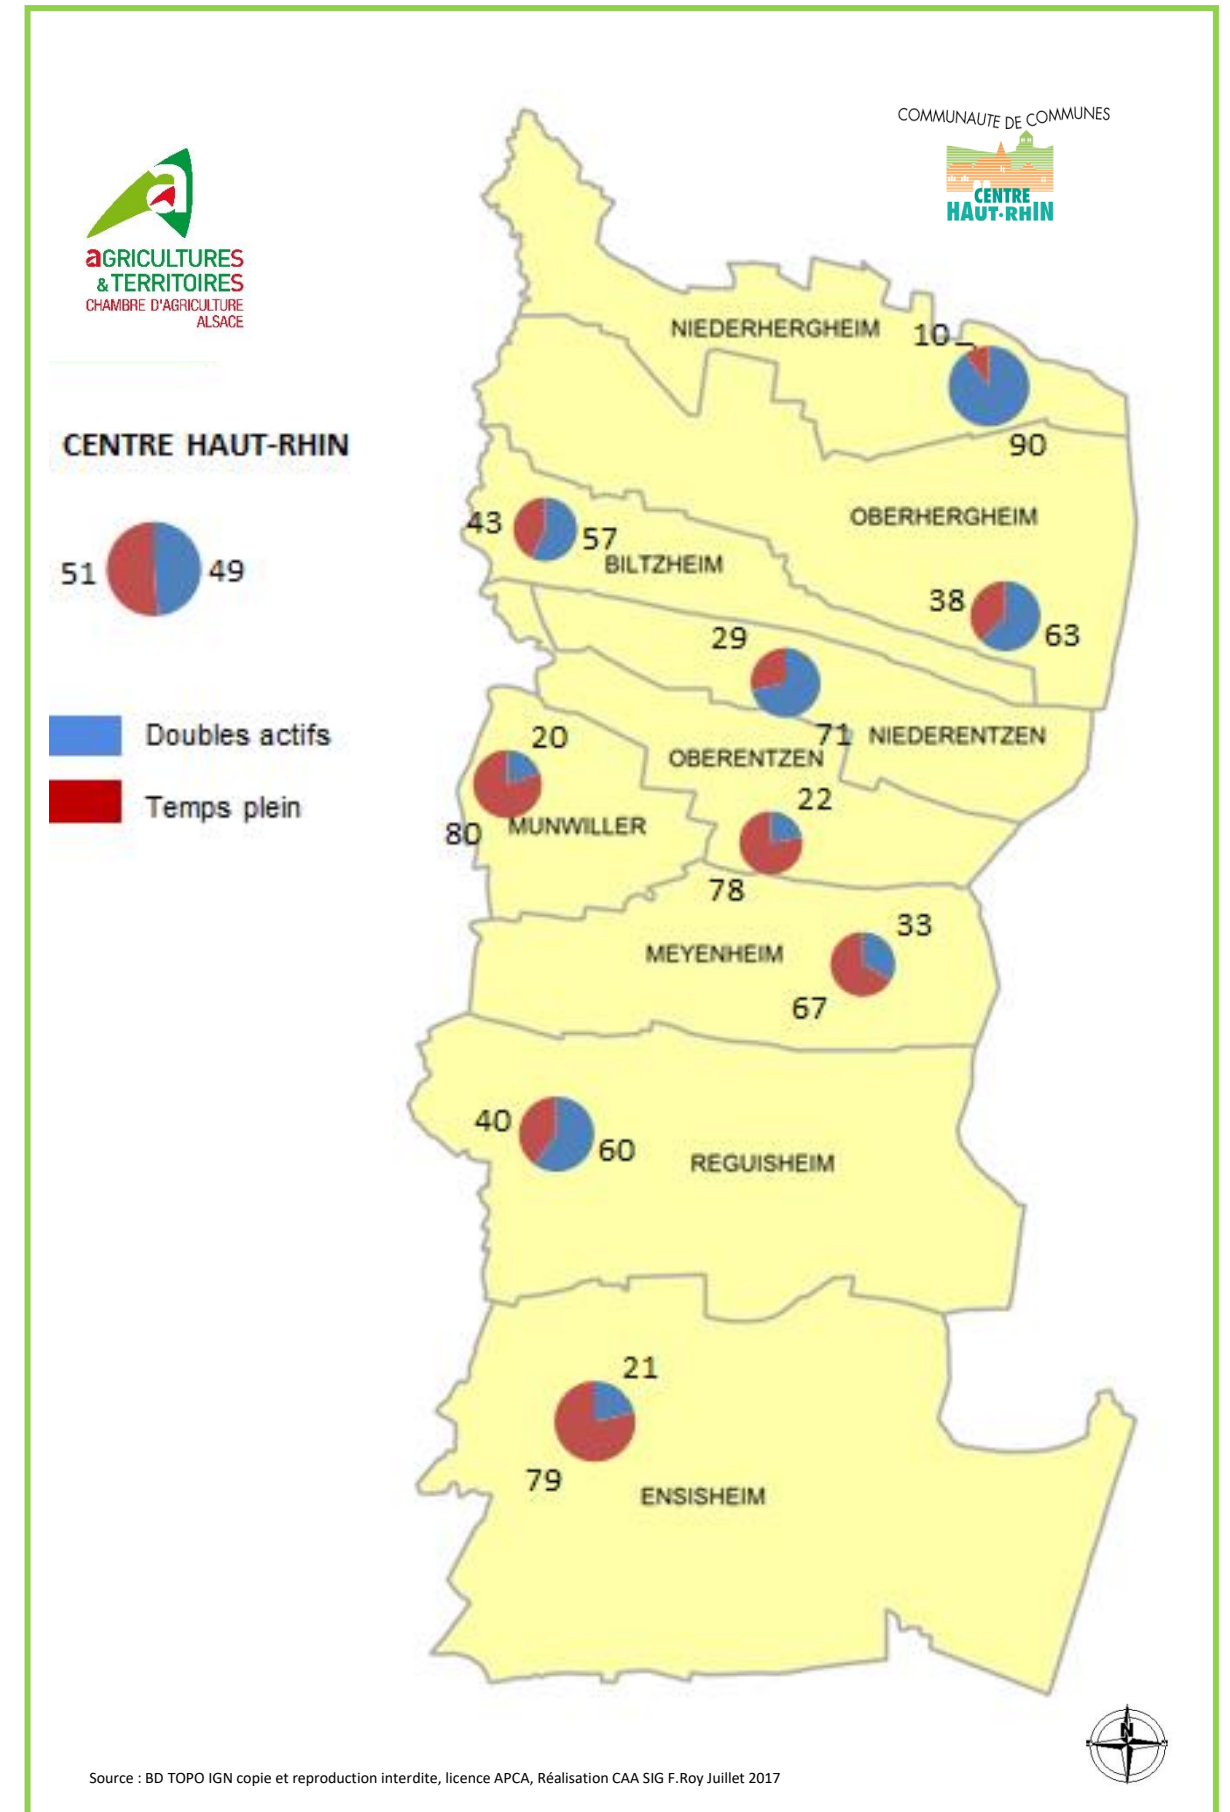 COMMUNAUTE DE COMMUNES
CENTRE
HAUT-RHIN
a
aGRICULTURES
& TERRITOIRES
CHAMBRE D'AGRICULTURE
ALSACE
NIEDERHERGHEIM
10
90
CENTRE HAUT-RHIN
51
49
OBERHERGHEIM
43
57
BILTZHEIM
38
63
29
71
NIEDERENTZEN
Doubles actifs
Temps plein
20
80
MUNWILLER
OBERENTZEN
22
78
33
MEYENHEIM
67
40
60
REGUISHEIM
21
79
ENSISHEIM
N
Source : BD TOPO IGN copie et reproduction interdite, licence APCA, Réalisation CAA SIG F.Roy Juillet 2017